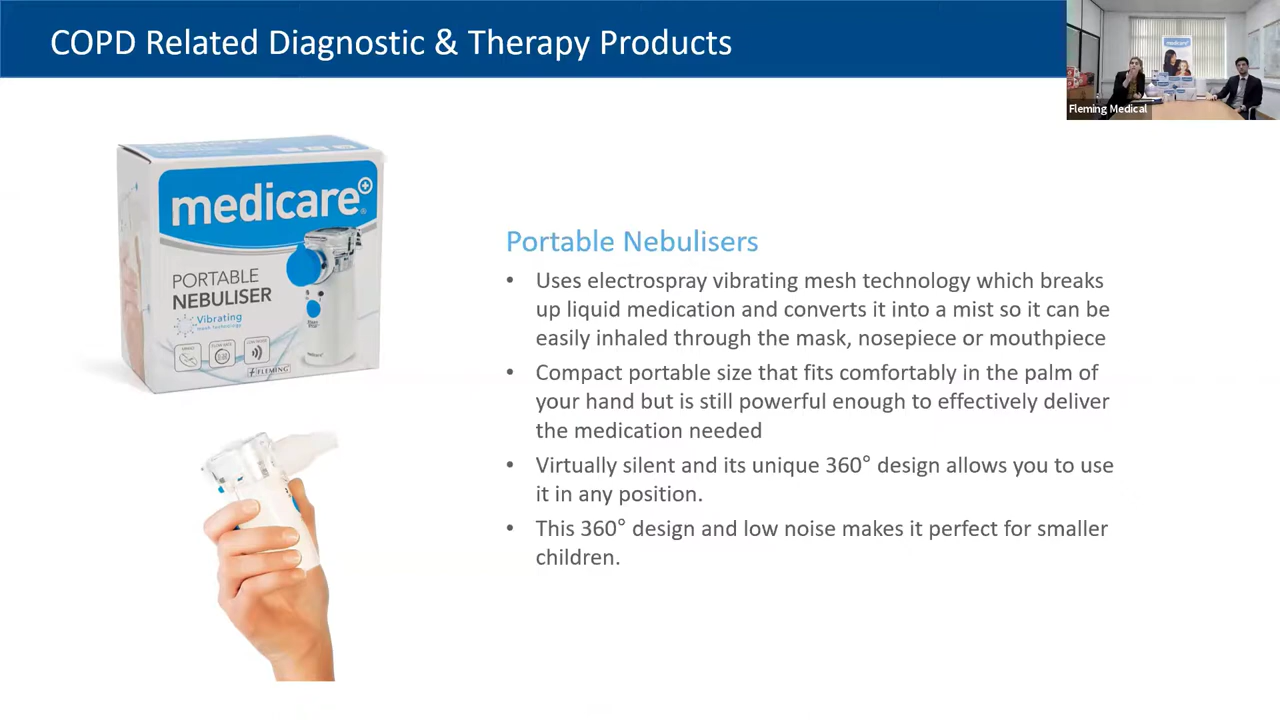 COPD Related Diagnostic & Therapy Products
medicare
Fleming Medical
medicare
PORTABLE
NEBULISER
Vibrating
mesh technology
FLEMING
medicare
Portable Nebulisers
• Uses electrospray vibrating mesh technology which breaks
up liquid medication and converts it into a mist so it can be
easily inhaled through the mask, nosepiece or mouthpiece
• Compact portable size that fits comfortably in the palm of
your hand but is still powerful enough to effectively deliver
the medication needed
• Virtually silent and its unique 360° design allows you to use
it in any position.
• This 360° design and low noise makes it perfect for smaller
children.